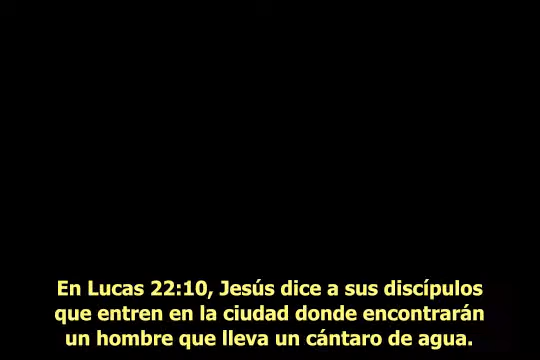 En Lucas 22:10, Jesús dice a sus discípulos
que entren en la ciudad donde encontrarán
un hombre que lleva un cántaro de agua.